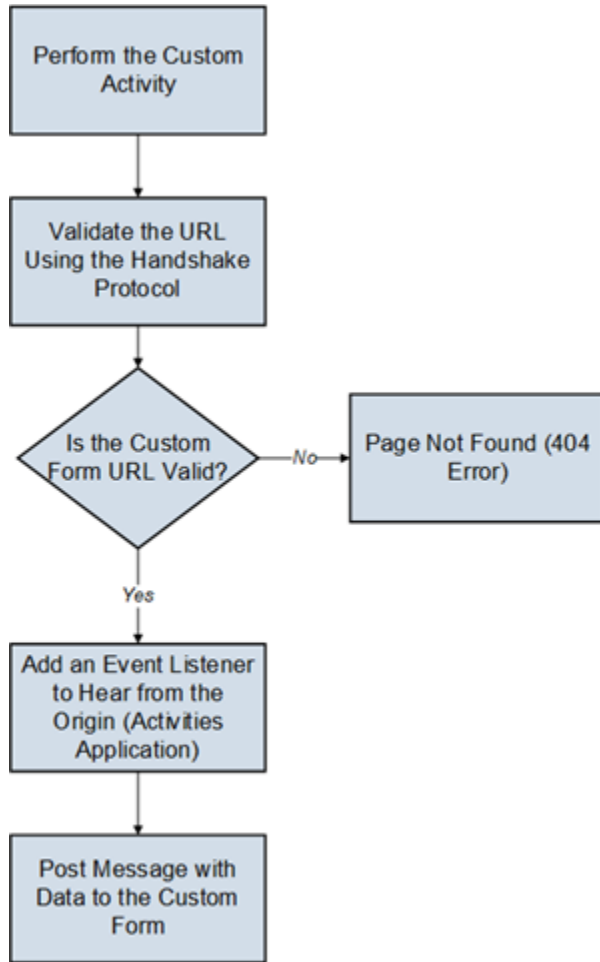 Perform the Custom
Activity
Validate the URL
Using the Handshake
Protocol
Is the Custom
Form URL Valid?
No
Page Not Found (404
Error)
Yes
Add an Event Listener
to Hear from the
Origin (Activities
Application)
Post Message with
Data to the Custom
Form